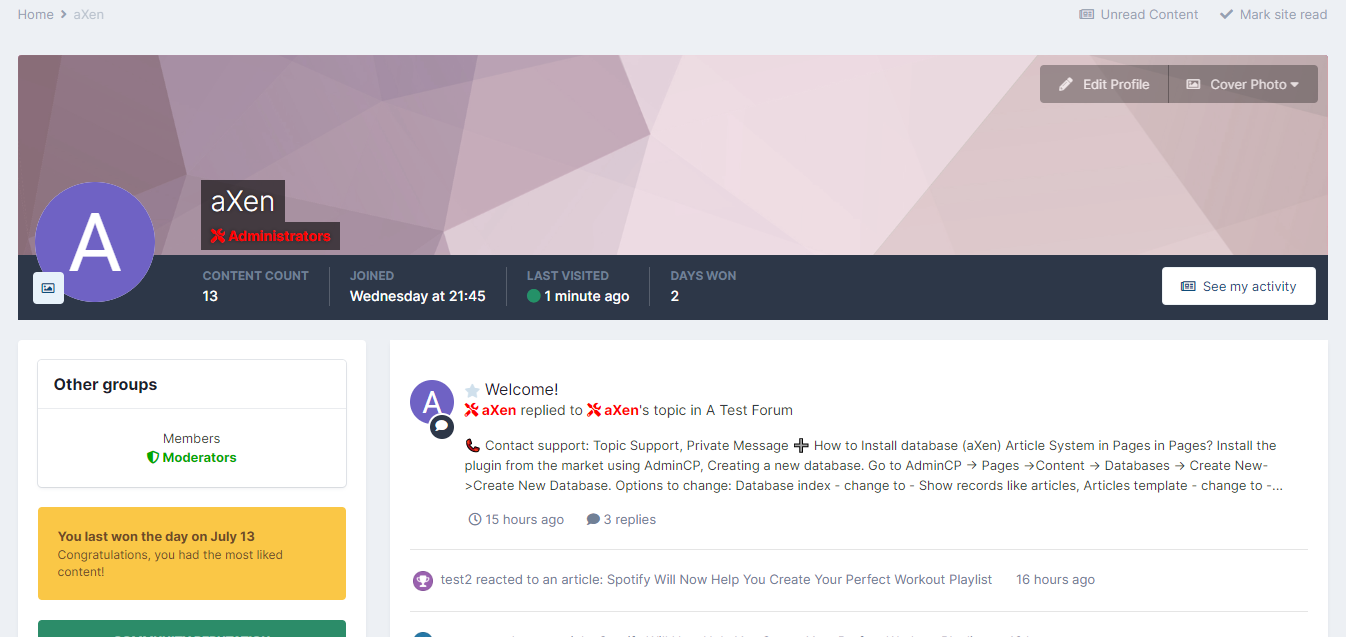 Home > aXen
Unread Content
Mark site read
Edit Profile
Cover Photo
A
aXen
Administrators
CONTENT COUNT
13
JOINED
Wednesday at 21:45
LAST VISITED
1 minute ago
DAYS WON
2
See my activity
Other groups
Members
Moderators
You last won the day on July 13
Congratulations, you had the most liked
content!
A
Welcome!
aXen replied to aXen's topic in A Test Forum
Contact support: Topic Support, Private Message ➕ How to Install database (aXen) Article System in Pages in Pages? Install the
plugin from the market using AdminCP, Creating a new database. Go to AdminCP → Pages →Content → Databases → Create New-
>Create New Database. Options to change: Database index - change to - Show records like articles, Articles template - change to -...
15 hours ago
3 replies
test2 reacted to an article: Spotify Will Now Help You Create Your Perfect Workout Playlist
16 hours ago